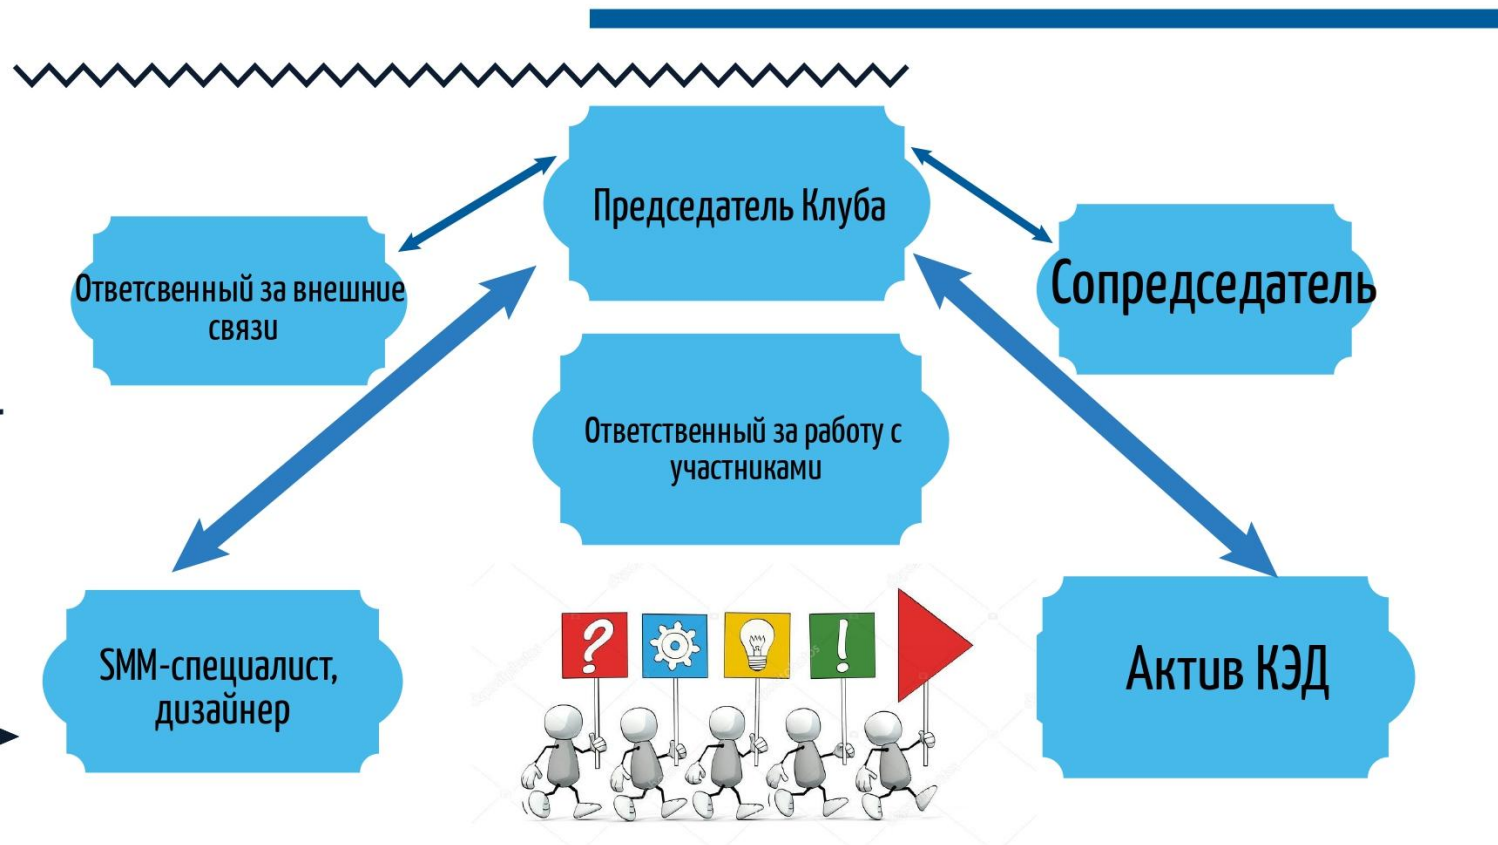 Председатель Клуба
Ответсвенный за внешние
связи
Сопредседатель
Ответственный за работу с
участниками
SMM-специалист,
дизайнер
Актив КЭД
?
!